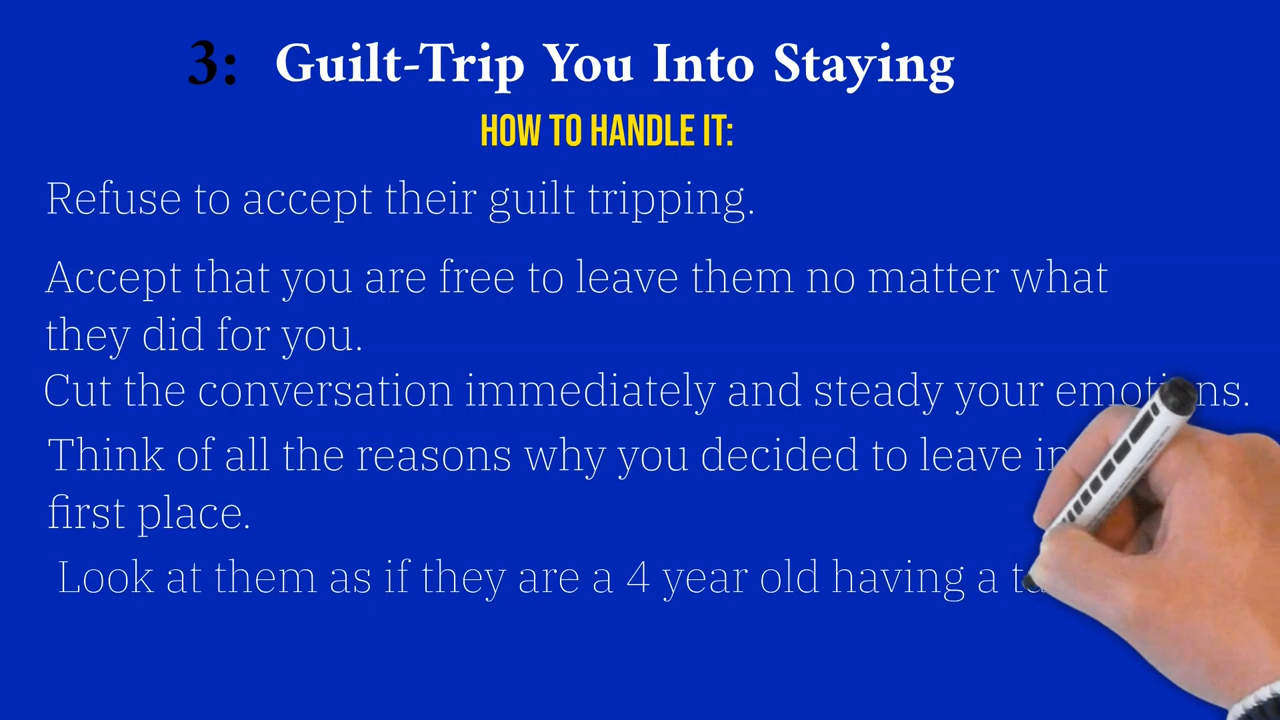 3: Guilt-Trip You Into Staying
HOW TO HANDLE IT:
Refuse to accept their guilt tripping.
Accept that you are free to leave them no matter what
they did for you.
Cut the conversation immediately and steady your emotions.
Think of all the reasons why you decided to leave in
first place.
Look at them as if they are a 4 year old having a